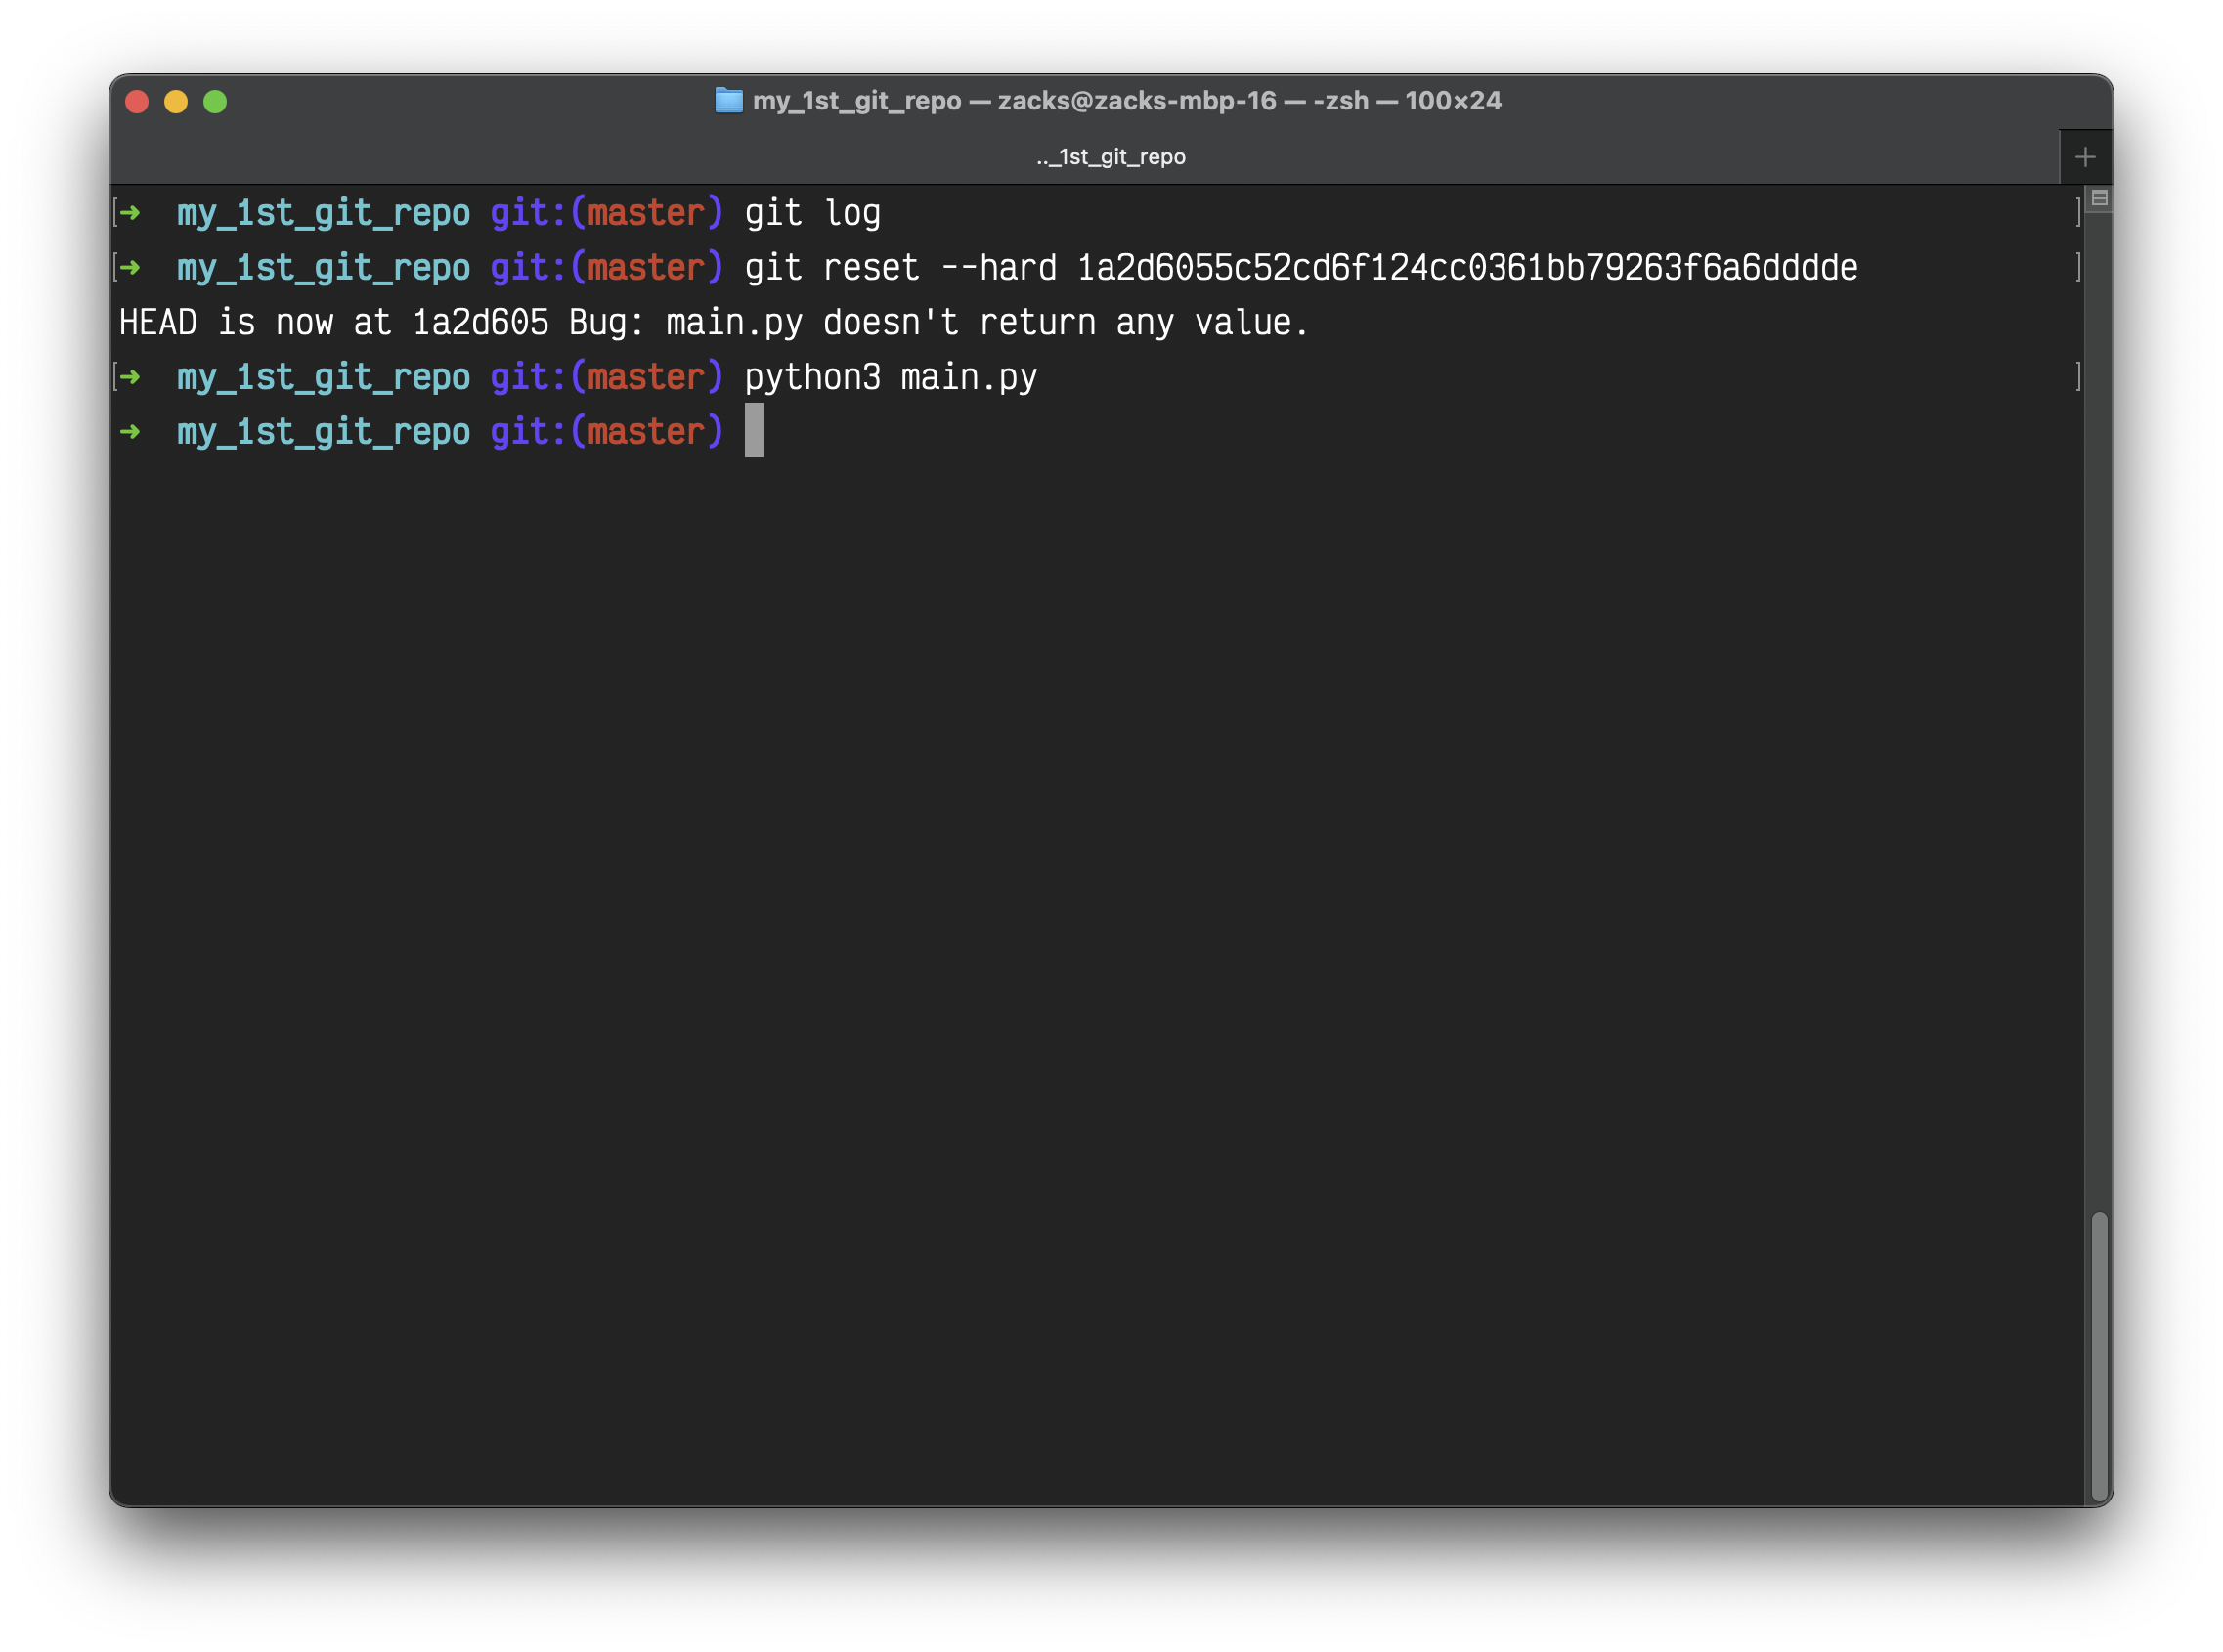 my_1st_git_repo — zacks@zacks-mbp-16 — -zsh — 100×24
.._1st_git_repo
[➜  my_1st_git_repo git:(master) git log ]
[➜  my_1st_git_repo git:(master) git reset --hard 1a2d6055c52cd6f124cc0361bb79263f6a6dddde ]
HEAD is now at 1a2d605 Bug: main.py doesn't return any value.
[➜  my_1st_git_repo git:(master) python3 main.py ]
➜  my_1st_git_repo git:(master)